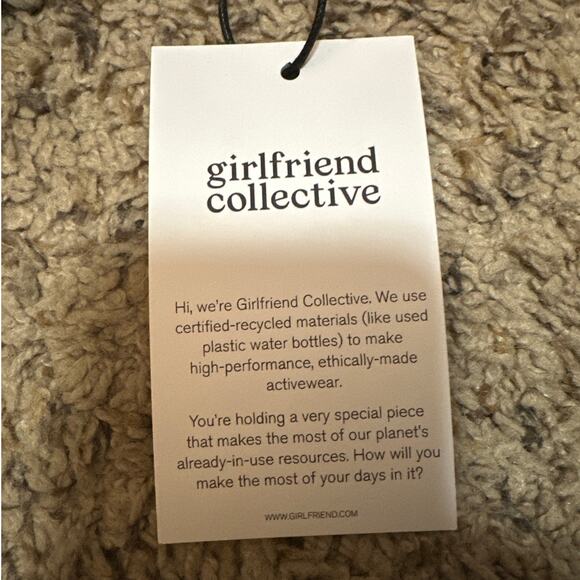 girlfriend
collective
Hi, we're Girlfriend Collective. We use
certified-recycled materials (like used
plastic water bottles) to make
high-performance, ethically-made
activewear.
You're holding a very special piece
that makes the most of our planet's
already-in-use resources. How will you
make the most of your days in it?
WWW.GIRLFRIEND.COM